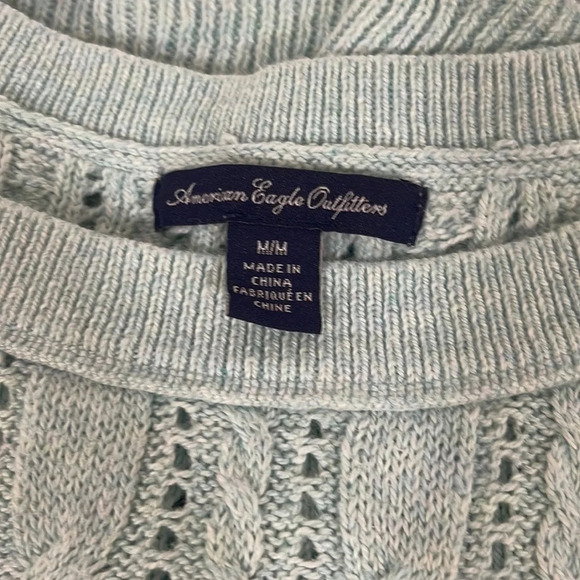 American Eagle Outfitters
M/M
MADE IN
CHINA
FABRIQUÉ EN
CHINE